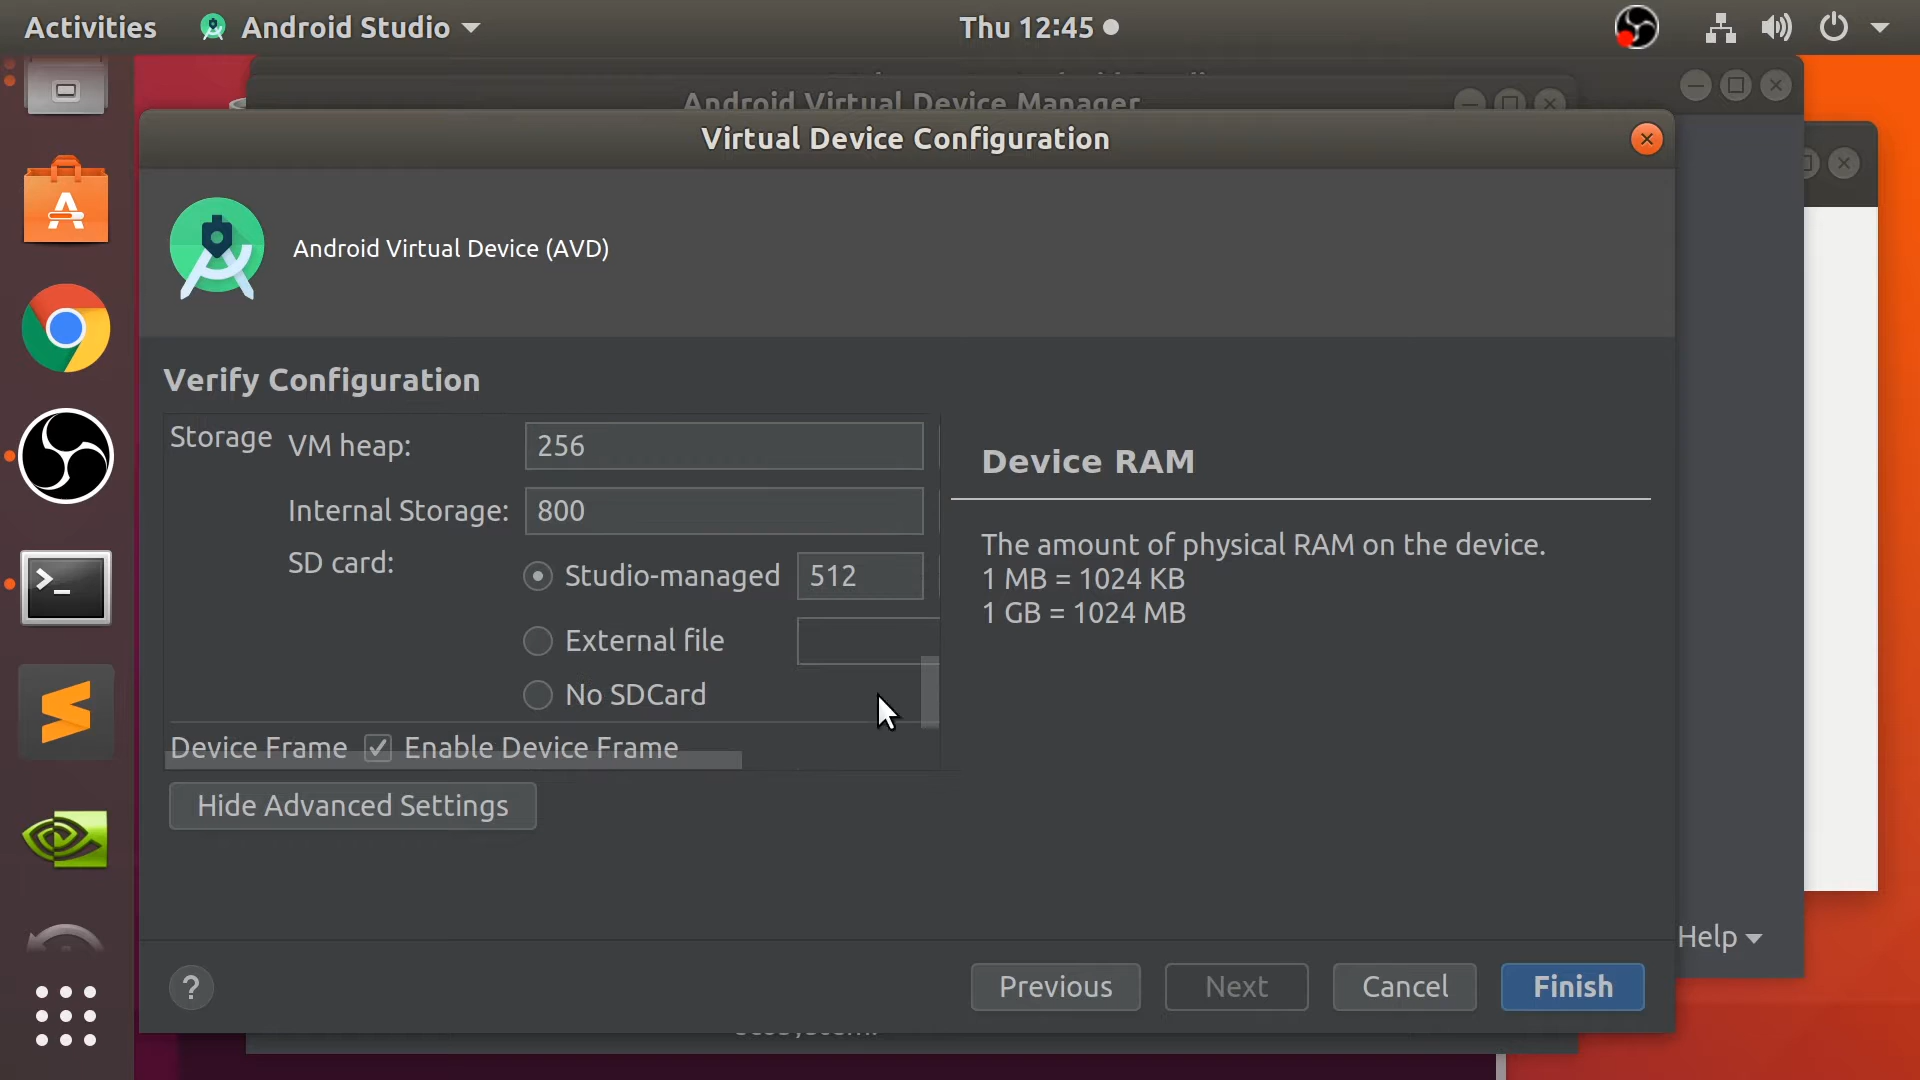 Activities
Android Studio
Thu 12:45
Android Virtual Device Manager
Virtual Device Configuration
Android Virtual Device (AVD)
Verify Configuration
Storage
VM heap:
256
Internal Storage:
800
SD card:
Studio-managed
512
External file
No SDCard
Device Frame
Enable Device Frame
Hide Advanced Settings
Device RAM
The amount of physical RAM on the device.
1 MB = 1024 KB
1 GB = 1024 MB
Help
?
Previous
Next
Cancel
Finish